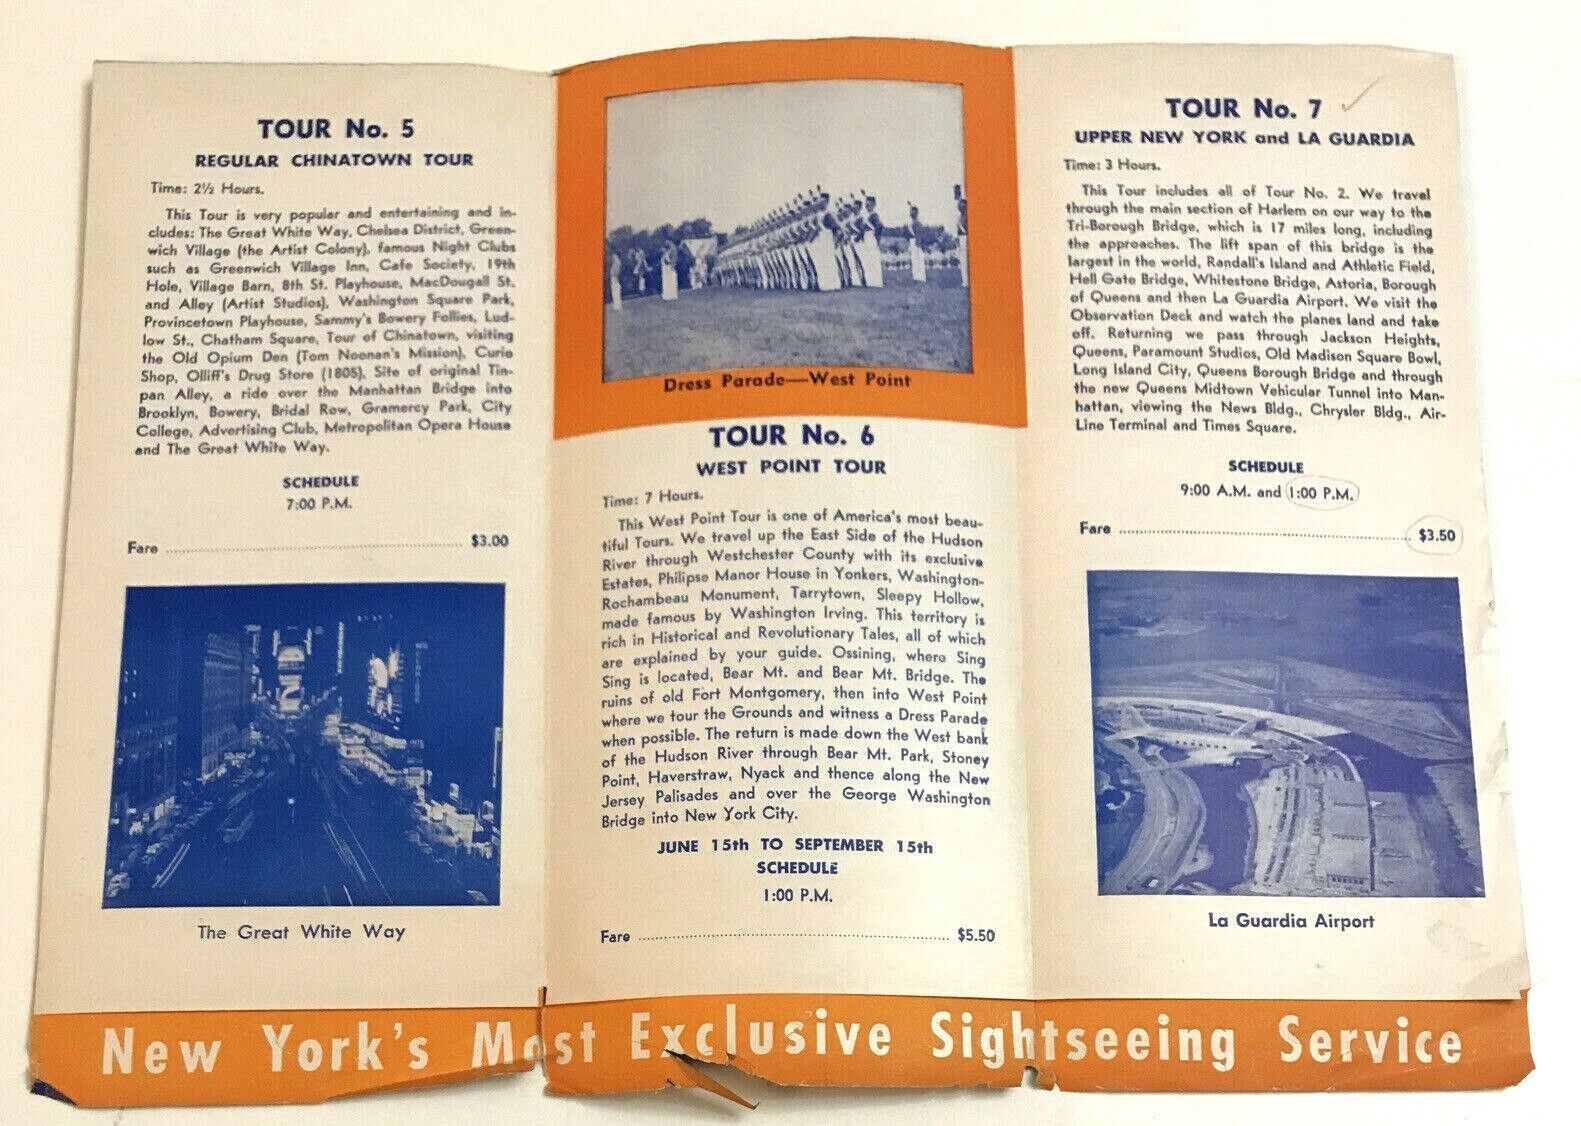 TOUR No. 5
REGULAR CHINATOWN TOUR
Time: 2½ Hours.
This Tour is very popular and entertaining and in-
cludes: The Great White Way, Chelsea District, Green-
wich Village (the Artist Colony), famous Night Clubs
such as Greenwich Village Inn, Cafe Society, 19th
Hole, Village Barn, 8th St. Playhouse, MacDougall St.
and Alley (Artist Studios), Washington Square Park,
Provincetown Playhouse, Sammy's Bowery Follies, Lud-
low St., Chatham Square, Tour of Chinatown, visiting
the Old Opium Den (Tom Noonan's Mission), Curio
Shop, Olliff's Drug Store (1805). Site of original Tin-
pan Alley, a ride over the Manhattan Bridge into
Brooklyn, Bowery, Bridal Row, Gramercy Park, City
College, Advertising Club, Metropolitan Opera House
and The Great White Way.
SCHEDULE
7:00 P.M.
Fare ........ $3.00
The Great White Way
Dress Parade—West Point
TOUR No. 6
WEST POINT TOUR
Time: 7 Hours.
This West Point Tour is one of America's most beau-
tiful Tours. We travel up the East Side of the Hudson
River through Westchester County with its exclusive
Estates, Philipse Manor House in Yonkers, Washington-
Rochambeau Monument, Tarrytown, Sleepy Hollow,
made famous by Washington Irving. This territory is
rich in Historical and Revolutionary Tales, all of which
are explained by your guide. Ossining, where Sing
Sing is located, Bear Mt. and Bear Mt. Bridge. The
ruins of old Fort Montgomery, then into West Point
where we tour the Grounds and witness a Dress Parade
when possible. The return is made down the West bank
of the Hudson River through Bear Mt. Park, Stoney
Point, Haverstraw, Nyack and thence along the New
Jersey Palisades and over the George Washington
Bridge into New York City.
JUNE 15th TO SEPTEMBER 15th
SCHEDULE
1:00 P.M.
Fare ........ $5.50
TOUR No. 7 ✓
UPPER NEW YORK and LA GUARDIA
Time: 3 Hours.
This Tour includes all of Tour No. 2. We travel
through the main section of Harlem on our way to the
Tri-Borough Bridge, which is 17 miles long, including
the approaches. The lift span of this bridge is the
largest in the world, Randall's Island and Athletic Field,
Hell Gate Bridge, Whitestone Bridge, Astoria, Borough
of Queens and then La Guardia Airport. We visit the
Observation Deck and watch the planes land and take
off. Returning we pass through Jackson Heights,
Queens, Paramount Studios, Old Madison Square Bowl,
Long Island City, Queens Borough Bridge and through
the new Queens Midtown Vehicular Tunnel into Man-
hattan, viewing the News Bldg., Chrysler Bldg., Air-
Line Terminal and Times Square.
SCHEDULE
9:00 A.M. and 1:00 P.M.
Fare ........ $3.50
La Guardia Airport
New York's Most Exclusive Sightseeing Service